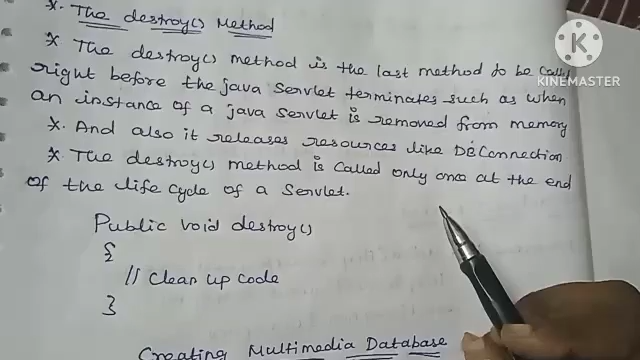 *. The destroy() Method
* The destroy() method is the last method to be called
right before the java servlet terminates such as when
an instance of a java servlet is removed from memory
*. And also it releases resources like DBConnection
*. The destroy() method is called only once at the end
of the life cycle of a Servlet.
Public void destroy()
{
// Clean up code
}
Creating Multimedia Database
KINEMASTER